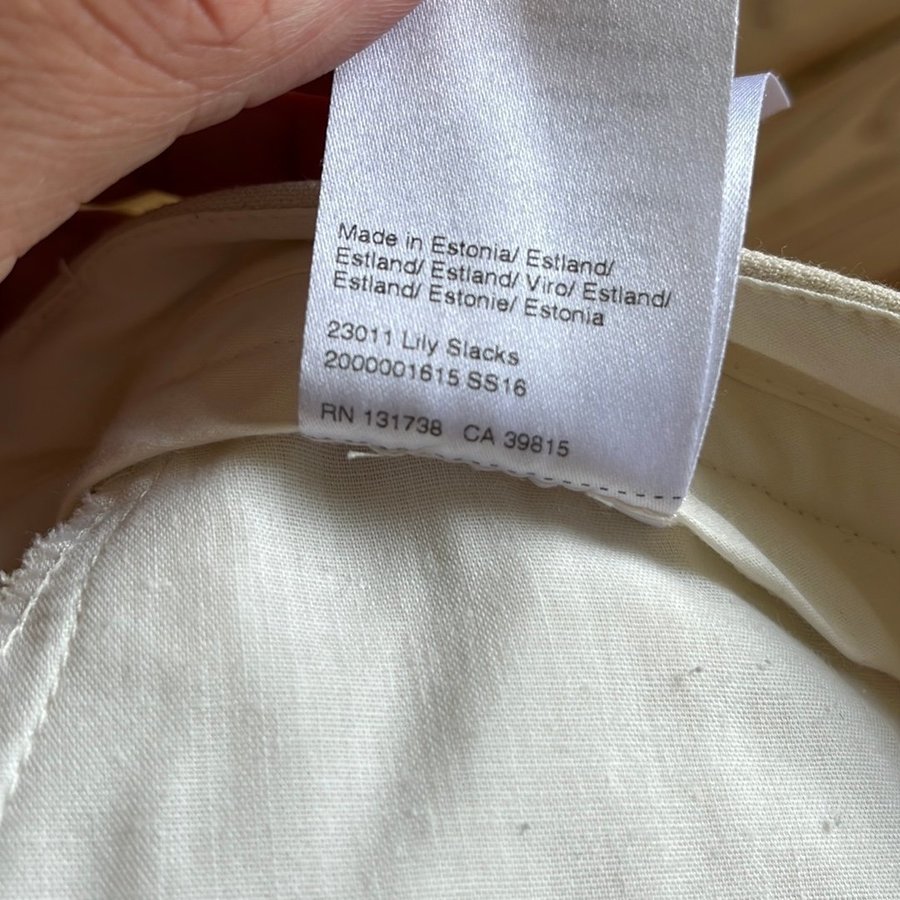 Made in Estonia/ Estland/
Estland/ Estland/ Viro/ Estland/
Estland/ Estonie/ Estonia
23011 Lily Slacks
2000001615 SS16
RN 131738 CA 39815